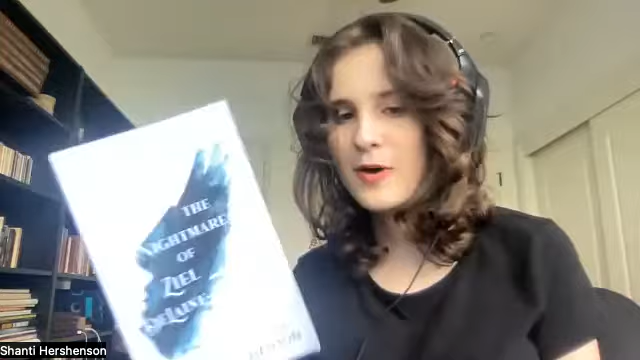 THE
NIGHTMARE
OF
ZIEL
DELAINE
Shanti Hershenson